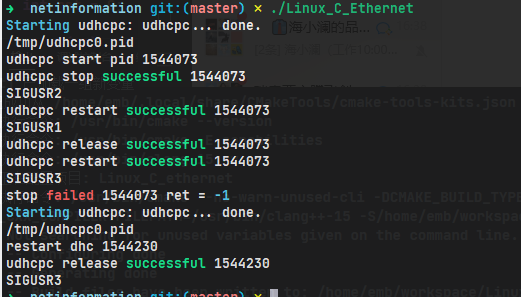 ➜ netinformation git:(master) ✗ ./Linux_C_Ethernet
Starting udhcpc: udhcpc... done.
/tmp/udhcpc0.pid
udhcpc start pid 1544073
udhcpc stop successful 1544073
SIGUSR2
udhcpc restart successful 1544073
SIGUSR1
udhcpc release successful 1544073
udhcpc restart successful 1544073
SIGUSR3
stop failed 1544073 ret = -1
Starting udhcpc: udhcpc... done.
/tmp/udhcpc0.pid
restart dhc 1544230
udhcpc release successful 1544230
SIGUSR3
➜ netinformation git:(master) ✗